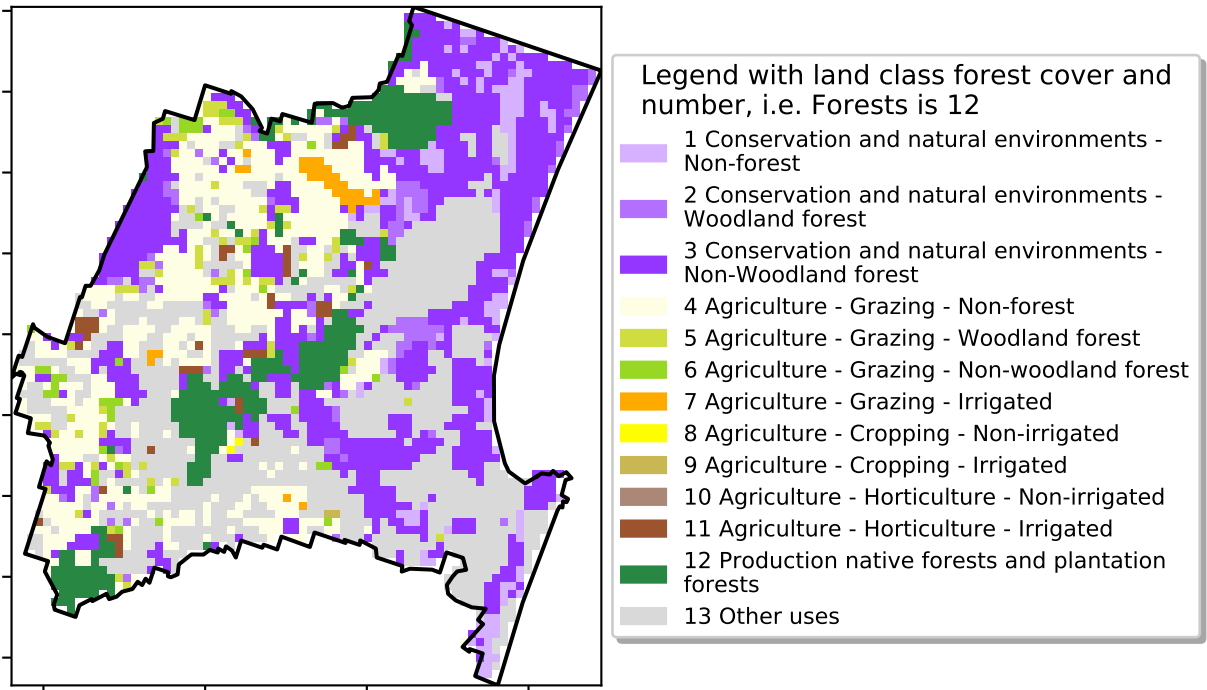 Legend with land class forest cover and
number, i.e. Forests is 12
1 Conservation and natural environments -
Non-forest
2 Conservation and natural environments -
Woodland forest
3 Conservation and natural environments -
Non-Woodland forest
4 Agriculture - Grazing - Non-forest
5 Agriculture - Grazing - Woodland forest
6 Agriculture - Grazing - Non-woodland forest
7 Agriculture - Grazing - Irrigated
8 Agriculture - Cropping - Non-irrigated
9 Agriculture - Cropping - Irrigated
10 Agriculture - Horticulture - Non-irrigated
11 Agriculture - Horticulture - Irrigated
12 Production native forests and plantation
forests
13 Other uses